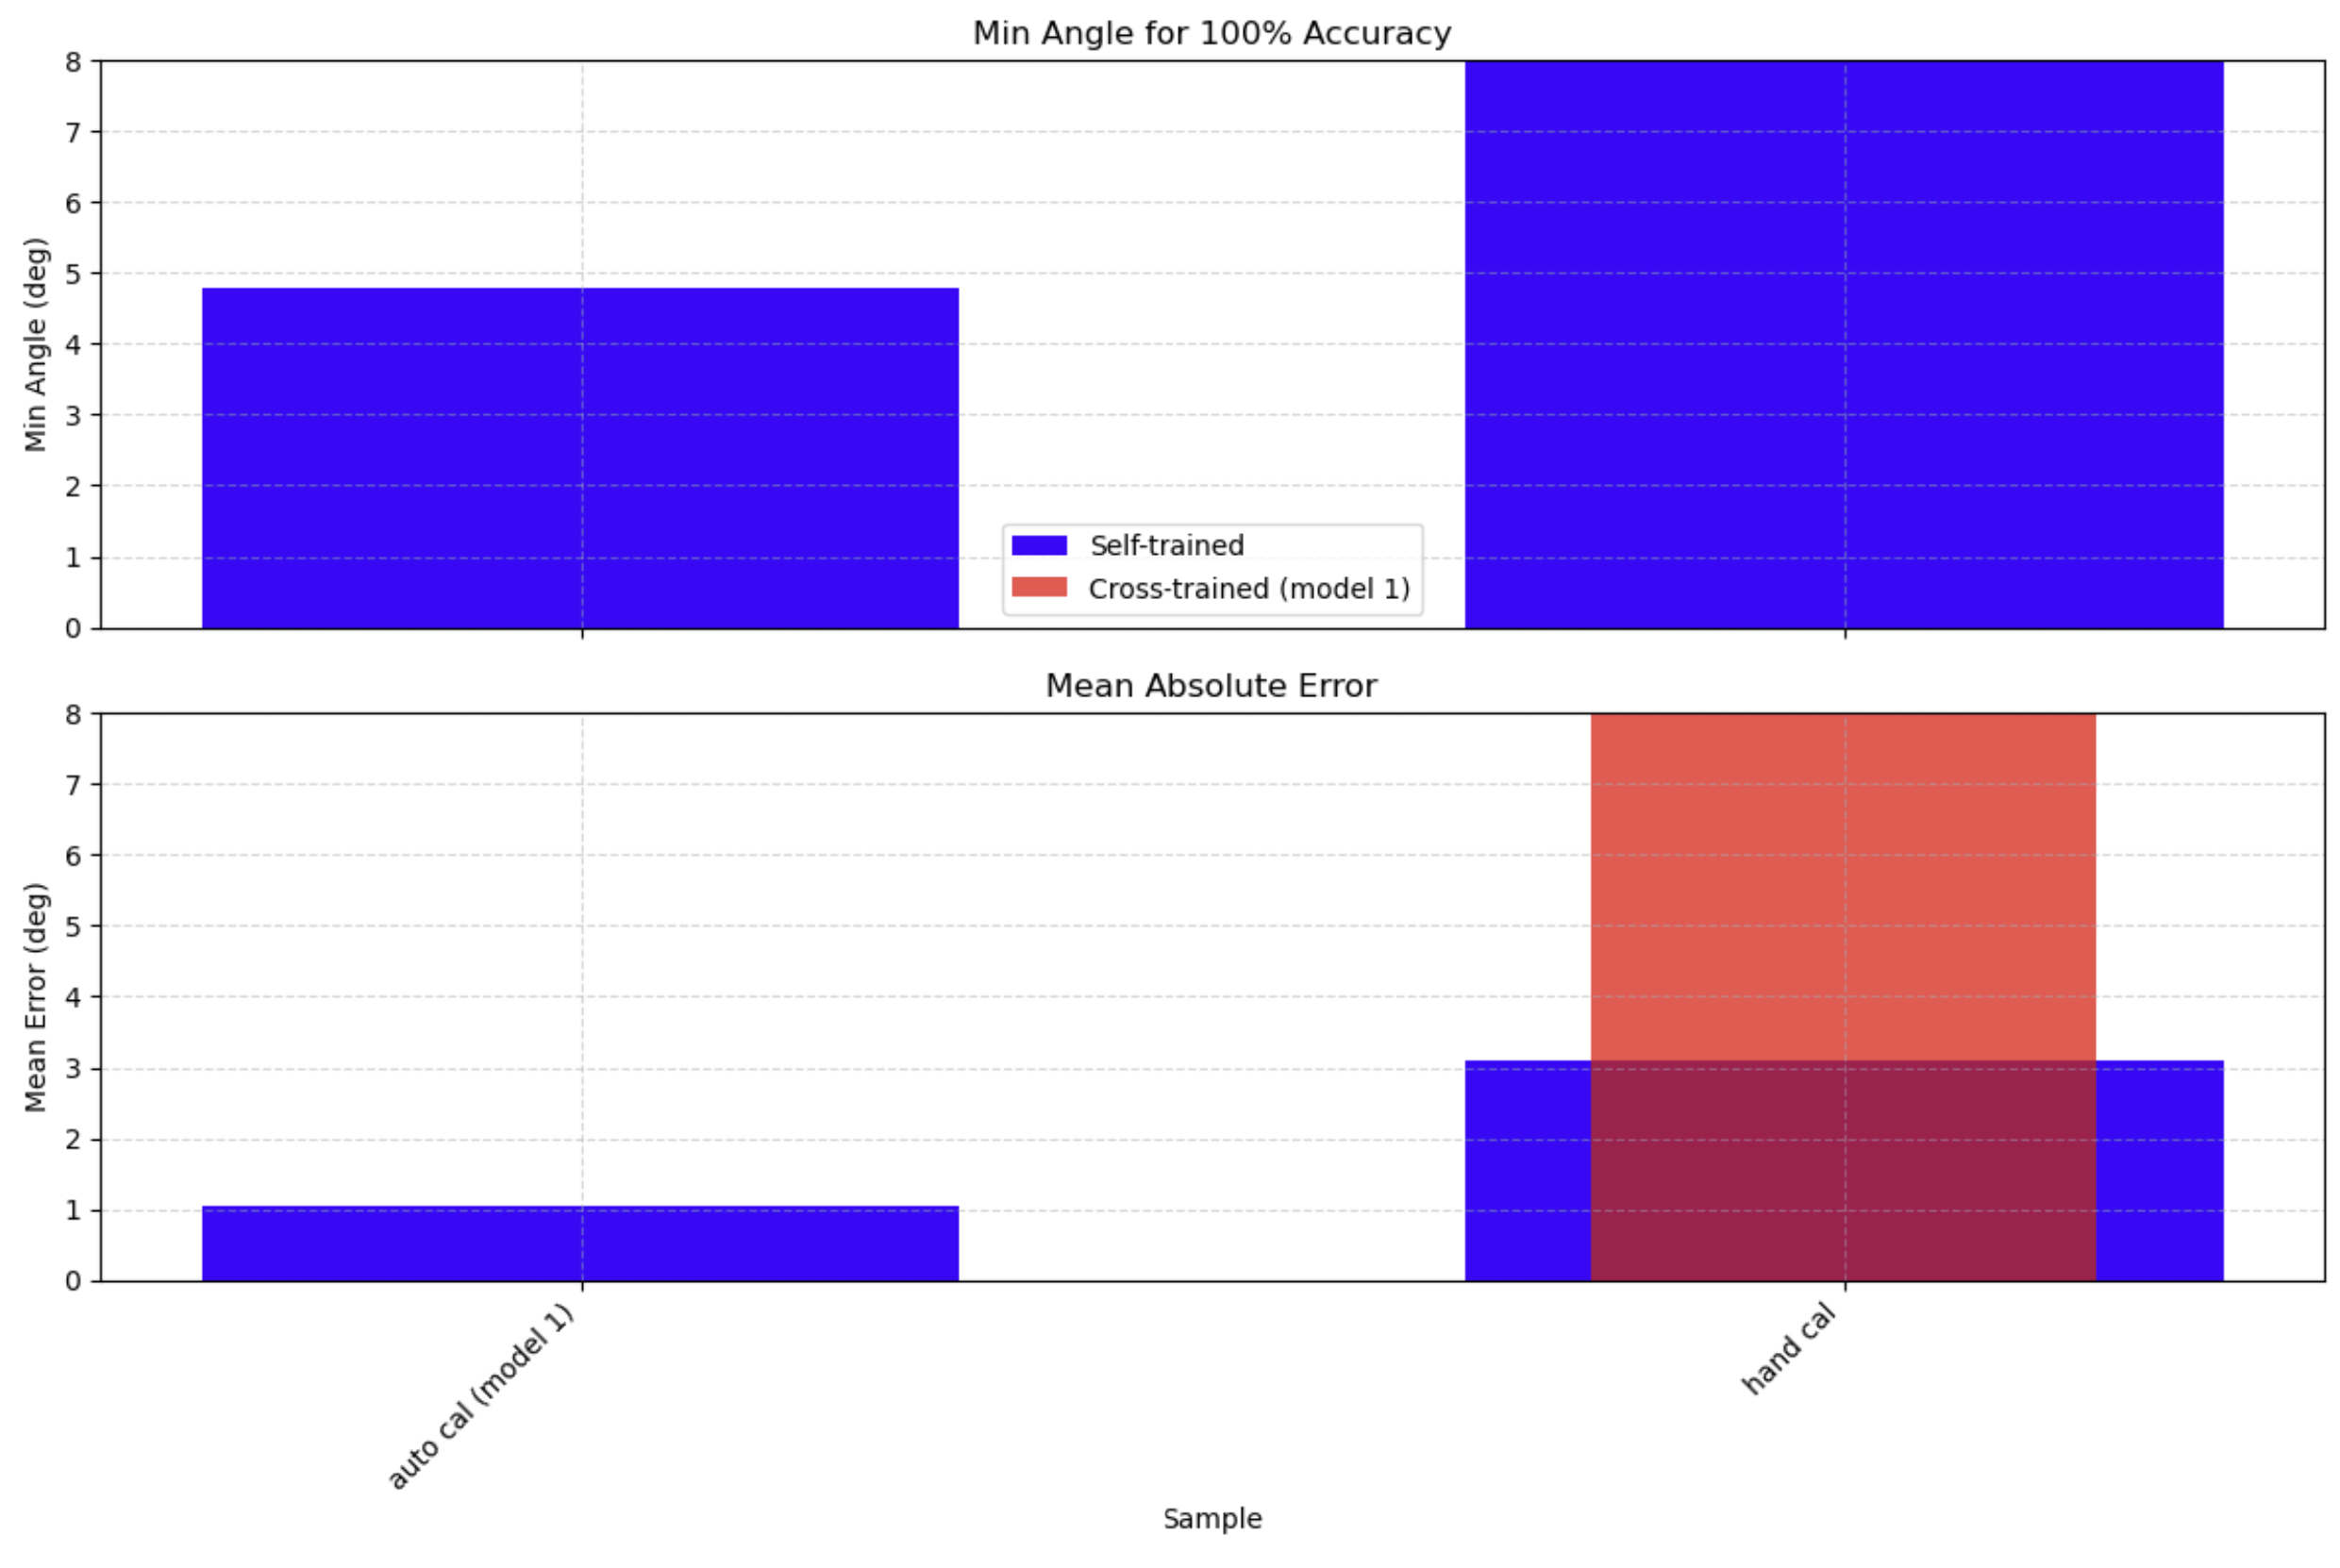 Min Angle for 100% Accuracy
8
7
6
5
4
3
2
1
0
Min Angle (deg)
Self-trained
Cross-trained (model 1)
Mean Absolute Error
8
7
6
5
4
3
2
1
0
Mean Error (deg)
auto cal (model 1)
hand cal
Sample